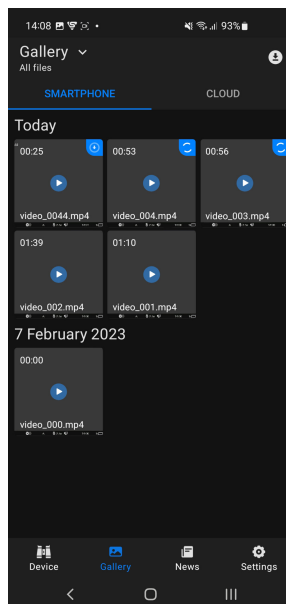 14:08 93%
Gallery
All files
SMARTPHONE CLOUD
Today
00:25 00:53 00:56
video_0044.mp4 video_004.mp4 video_003.mp4
01:39 01:10
video_002.mp4 video_001.mp4
7 February 2023
00:00
video_000.mp4
Device Gallery News Settings